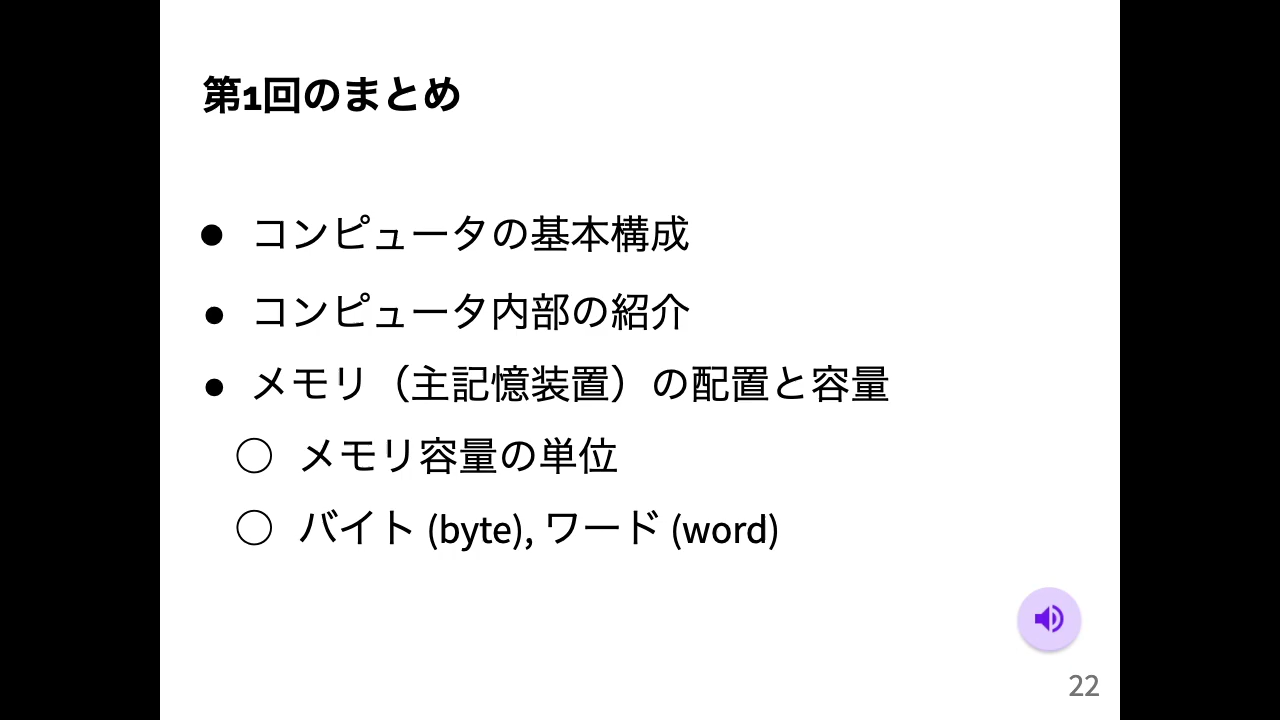 第1回のまとめ
● コンピュータの基本構成
● コンピュータ内部の紹介
● メモリ（主記憶装置）の配置と容量
○ メモリ容量の単位
○ バイト (byte), ワード (word)
22